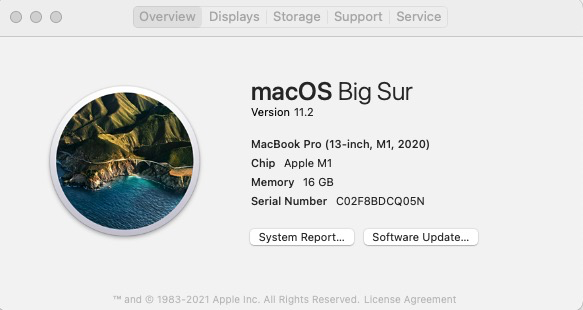 Overview Displays Storage Support Service
macOS Big Sur
Version 11.2
MacBook Pro (13-inch, M1, 2020)
Chip Apple M1
Memory 16 GB
Serial Number C02F8BDCQ05N
System Report... Software Update...
™ and © 1983-2021 Apple Inc. All Rights Reserved. License Agreement